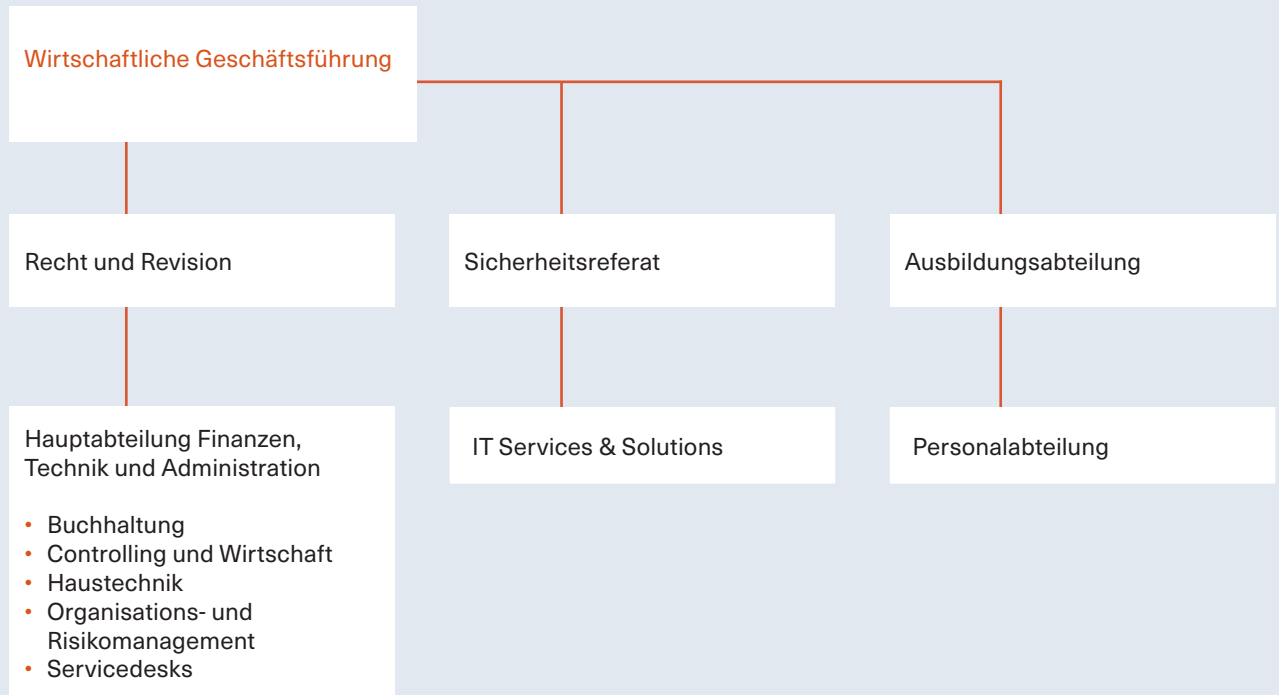 Wirtschaftliche Geschäftsführung
Recht und Revision
Sicherheitsreferat
Ausbildungsabteilung
Hauptabteilung Finanzen,
Technik und Administration
• Buchhaltung
• Controlling und Wirtschaft
• Haustechnik
• Organisations- und
Risikomanagement
• Servicedesks
IT Services & Solutions
Personalabteilung